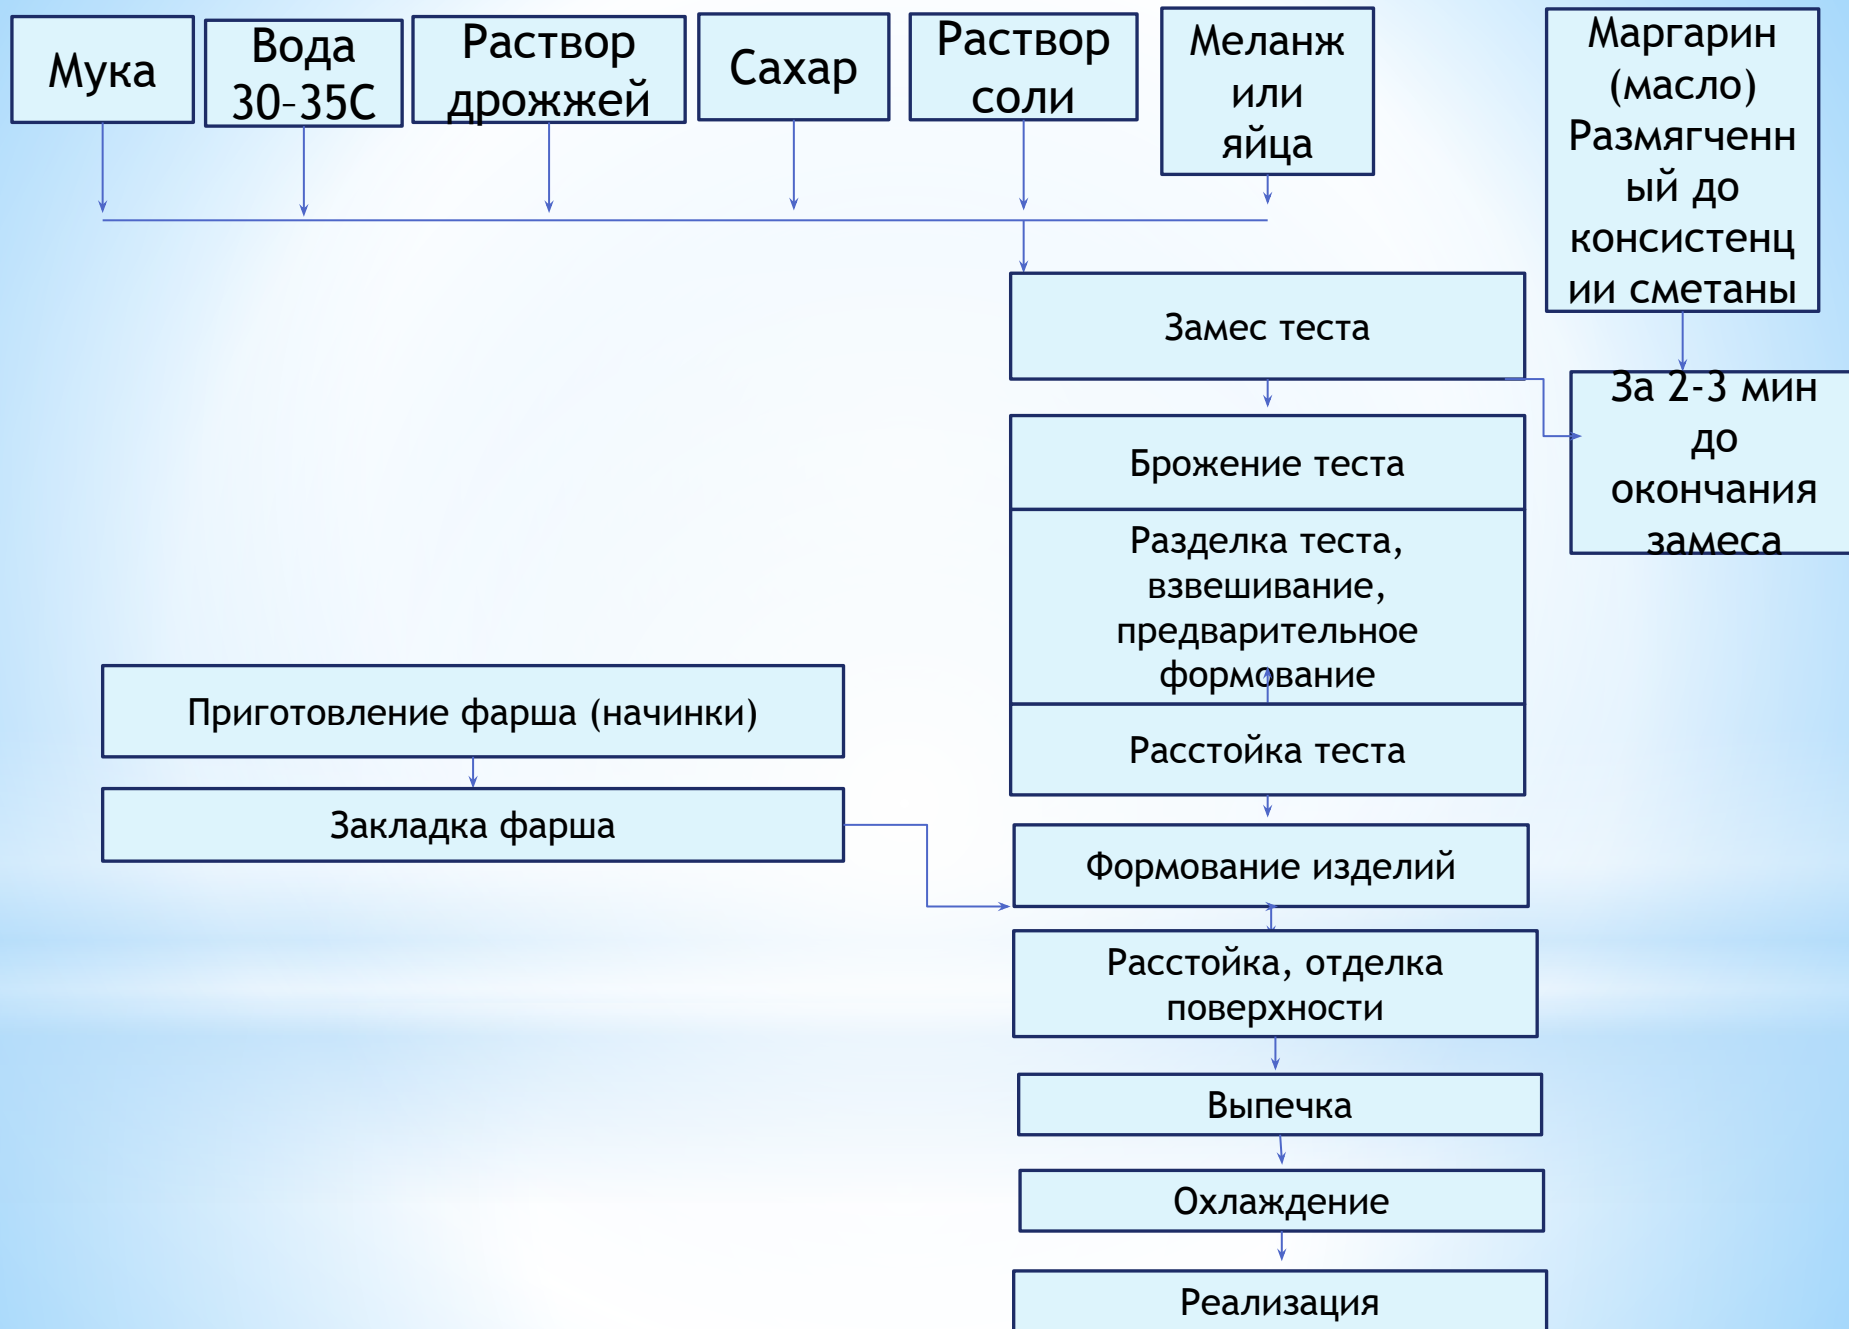 Мука
Вода
30-35С
Раствор
дрожжей
Сахар
Раствор
соли
Меланж
или
яйца
Маргарин
(масло)
Размягченн
ый до
консистенц
ии сметаны
Замес теста
За 2-3 мин
до
окончания
замеса
Брожение теста
Разделка теста,
взвешивание,
предварительное
формование
Расстойка теста
Приготовление фарша (начинки)
Закладка фарша
Формование изделий
Расстойка, отделка
поверхности
Выпечка
Охлаждение
Реализация